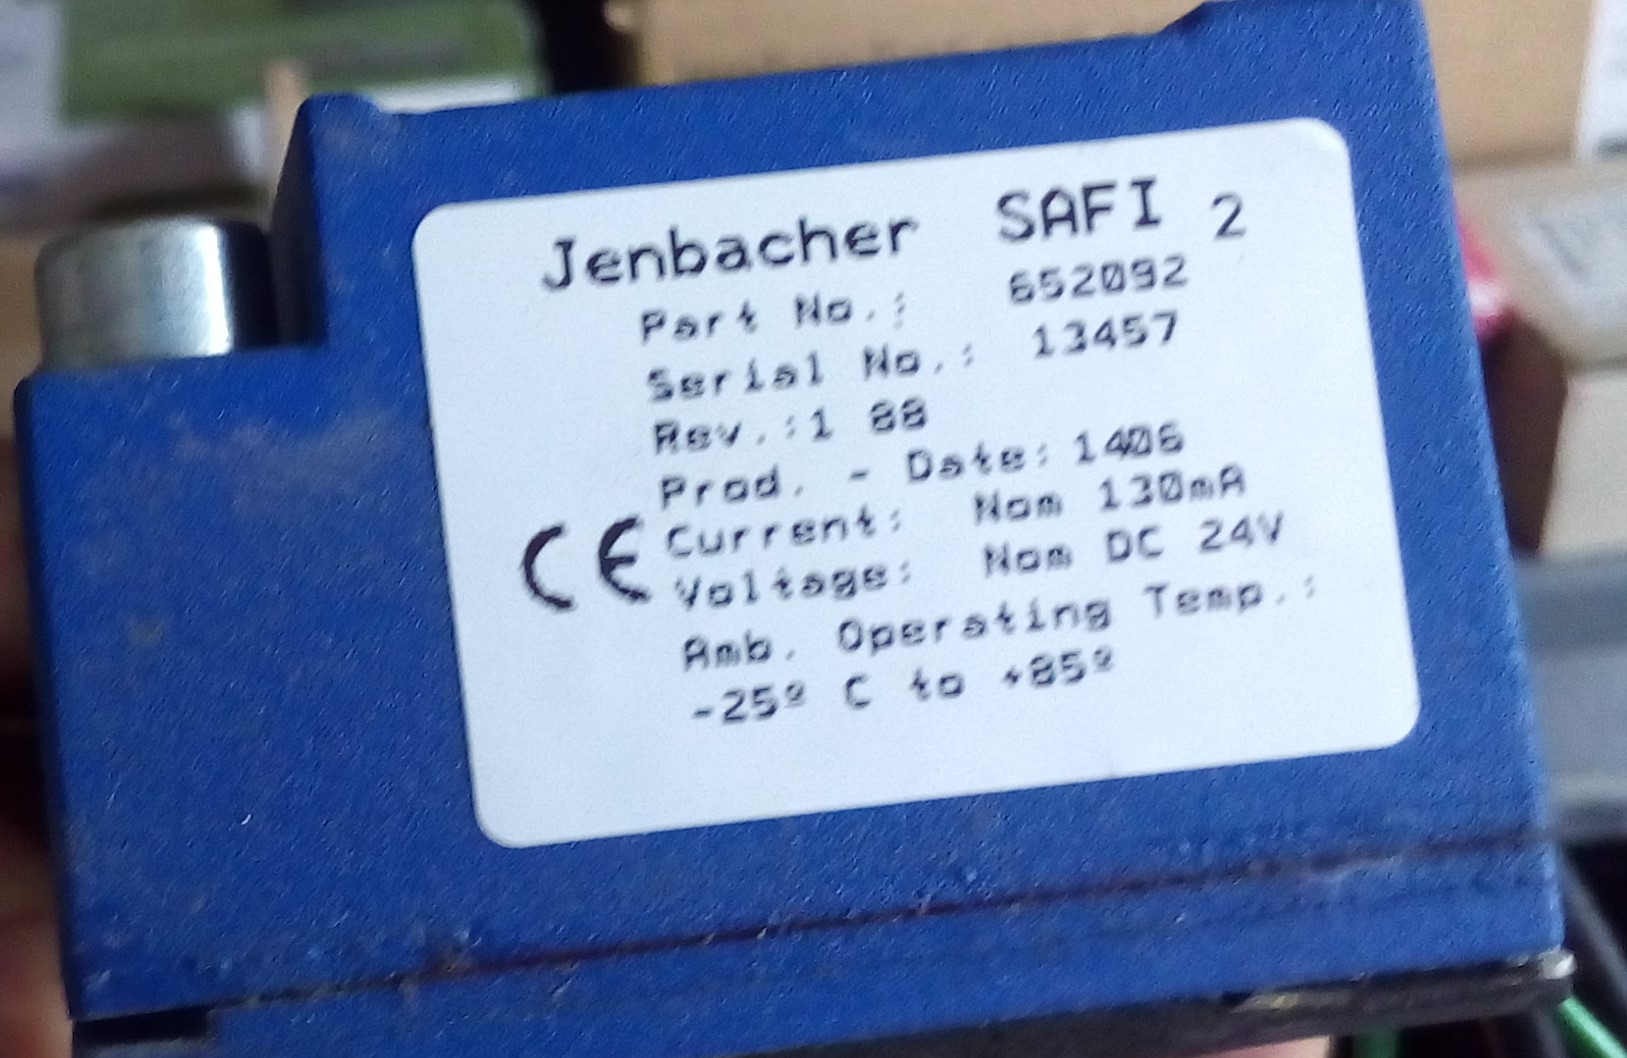 Jenbacher SAFI 2
Part No.: 652092
Serial No.: 13457
Rev.:1 88
Prod. - Date: 1406
CE Current: Nom 130mA
Voltage: Nom DC 24V
Amb. Operating Temp.:
-25º C to +85º